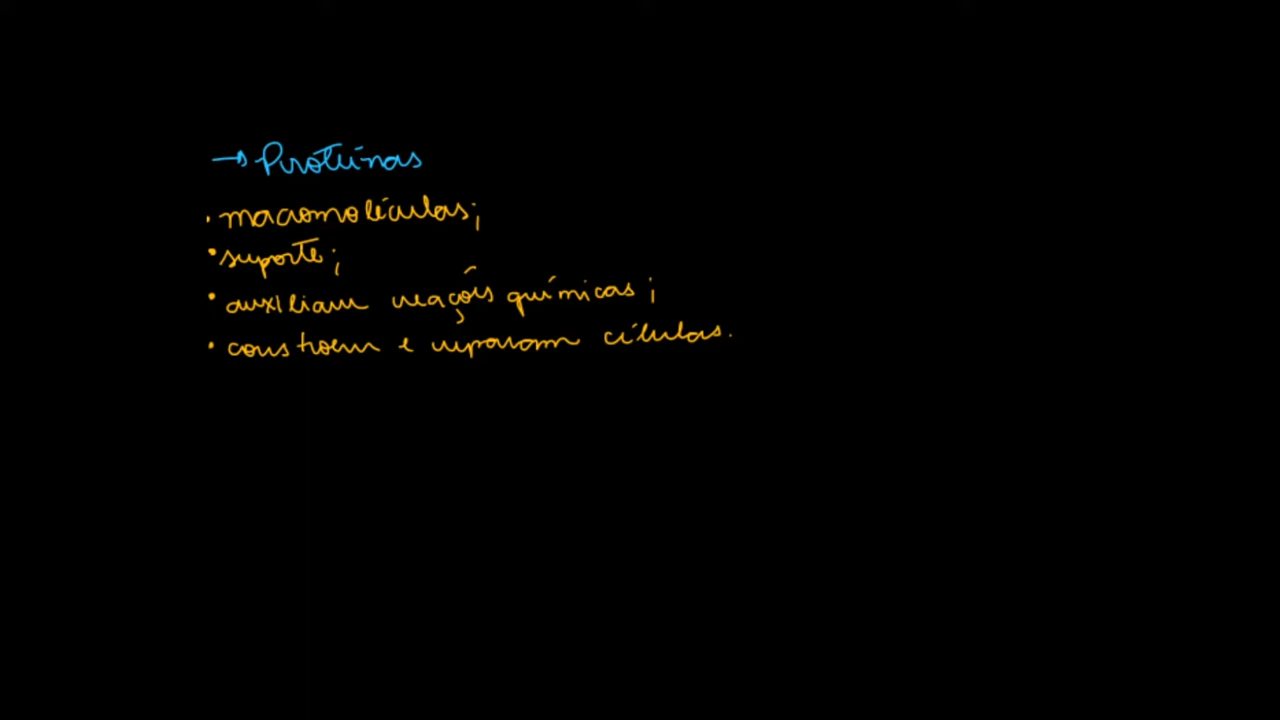 → Proteínas
• macromoléculas;
• suporte;
• auxiliam reações químicas;
• constroem e reparam células.